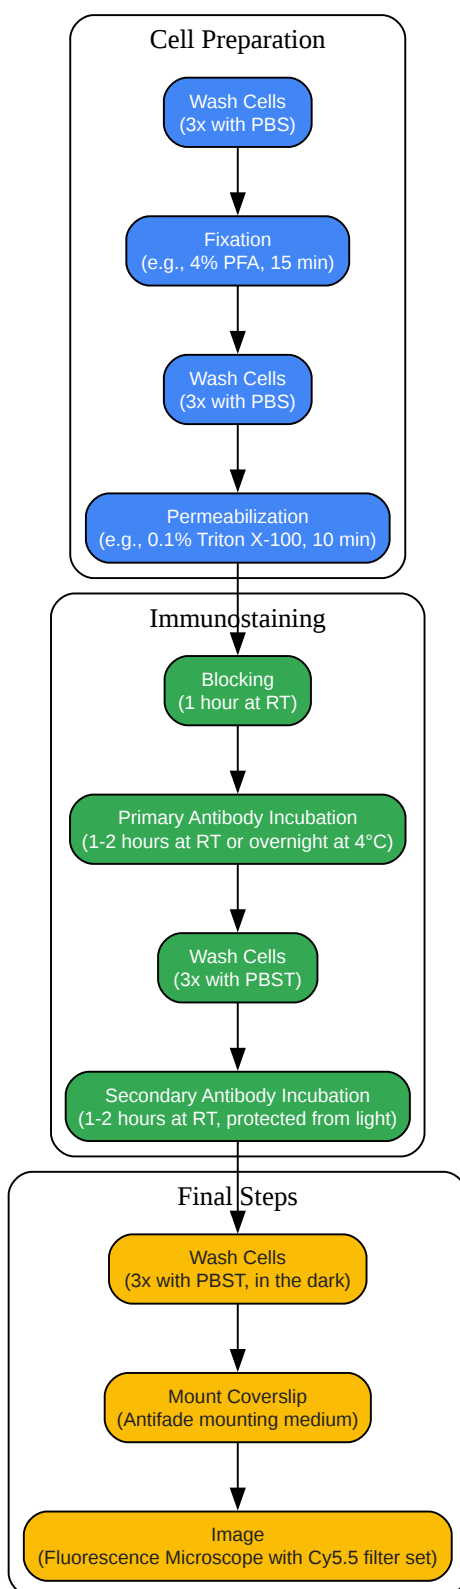 Cell Preparation
Wash Cells
(3x with PBS)
Fixation
(e.g., 4% PFA, 15 min)
Wash Cells
(3x with PBS)
Permeabilization
(e.g., 0.1% Triton X-100, 10 min)
Immunostaining
Blocking
(1 hour at RT)
Primary Antibody Incubation
(1-2 hours at RT or overnight at 4°C)
Wash Cells
(3x with PBST)
Secondary Antibody Incubation
(1-2 hours at RT, protected from light)
Final Steps
Wash Cells
(3x with PBST, in the dark)
Mount Coverslip
(Antifade mounting medium)
Image
(Fluorescence Microscope with Cy5.5 filter set)